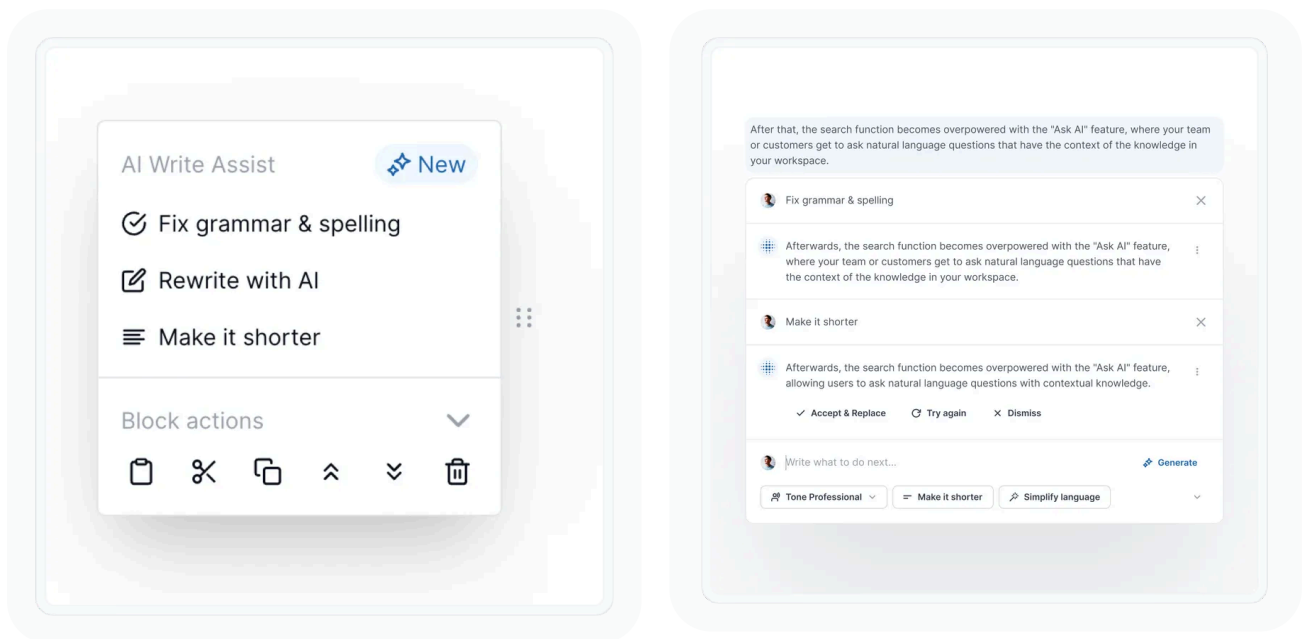 AI Write Assist
New
Fix grammar & spelling
Rewrite with AI
Make it shorter
Block actions
After that, the search function becomes overpowered with the "Ask AI" feature, where your team
or customers get to ask natural language questions that have the context of the knowledge in
your workspace.
Fix grammar & spelling
Afterwards, the search function becomes overpowered with the "Ask AI" feature,
where your team or customers get to ask natural language questions that have
the context of the knowledge in your workspace.
Make it shorter
Afterwards, the search function becomes overpowered with the "Ask AI" feature,
allowing users to ask natural language questions with contextual knowledge.
Accept & Replace Try again Dismiss
Write what to do next... Generate
Tone Professional Make it shorter Simplify language